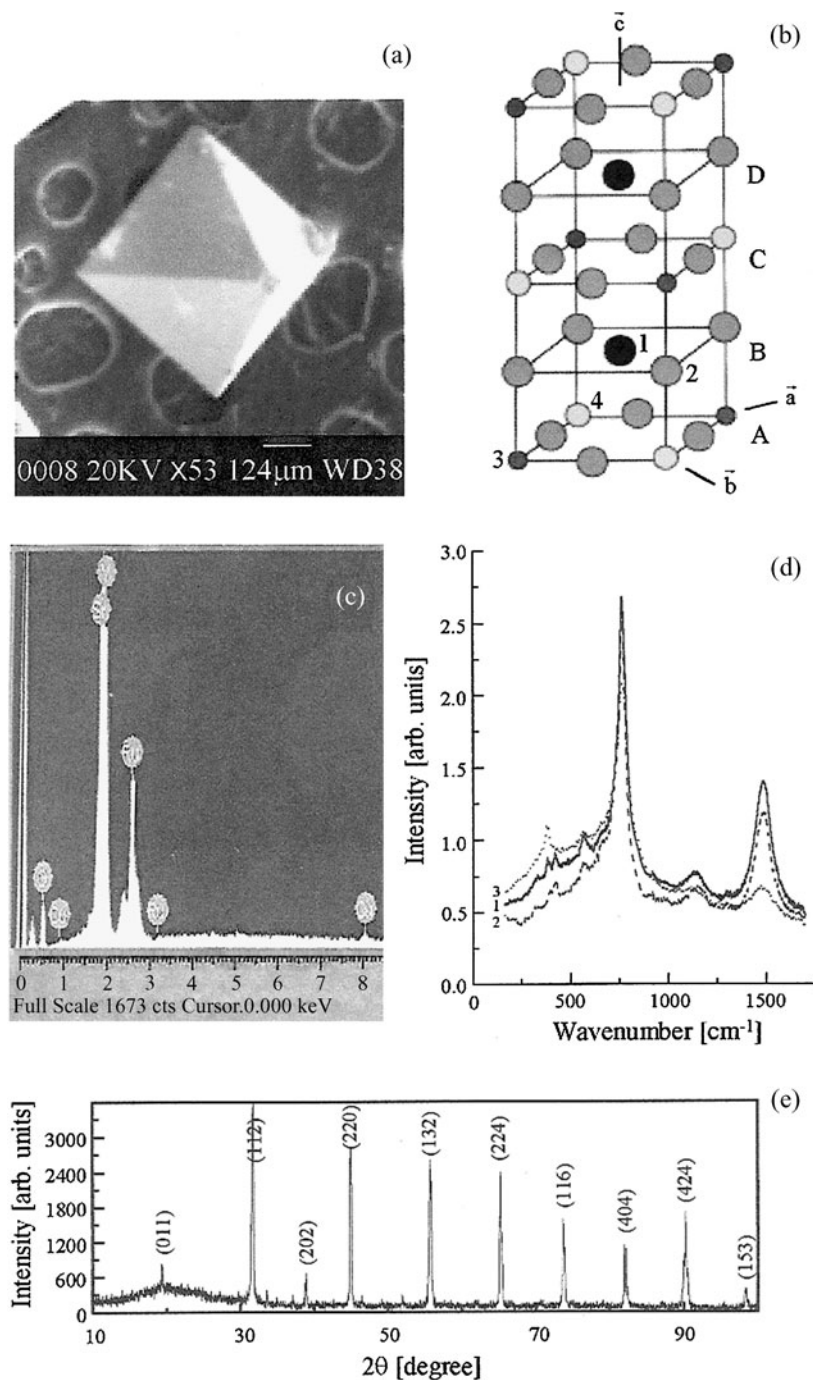 (a)
0008 20KV X53 124μm WD38
(b)
c
D
C
1
B
2
4
a
A
3
b
(c)
0 1 2 3 4 5 6 7 8
Full Scale 1673 cts Cursor.0.000 keV
(d)
Intensity [arb. units]
3.0
2.5
2.0
1.5
1.0
0.5
0.0
3
1
2
0 500 1000 1500
Wavenumber [cm⁻¹]
(e)
Intensity [arb. units]
3000
2400
1800
1200
600
0
(011)
(112)
(202)
(220)
(132)
(224)
(116)
(404)
(424)
(153)
10 30 50 70 90
2θ [degree]